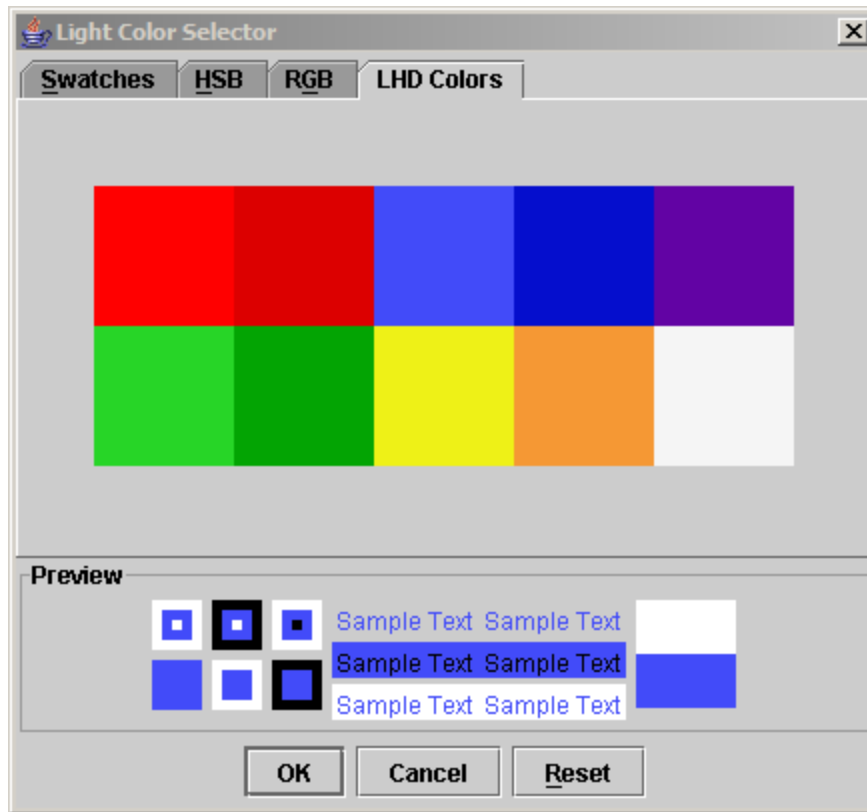 Light Color Selector
Swatches HSB RGB LHD Colors
Preview
Sample Text Sample Text
Sample Text Sample Text
Sample Text Sample Text
OK Cancel Reset